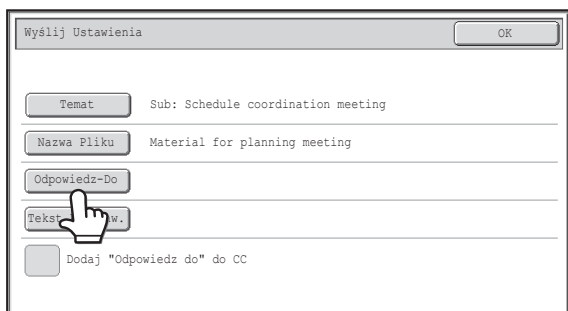 Wyślij Ustawienia OK
Temat Sub: Schedule coordination meeting
Nazwa Pliku Material for planning meeting
Odpowiedz-Do
Tekst
Dodaj "Odpowiedz do" do CC